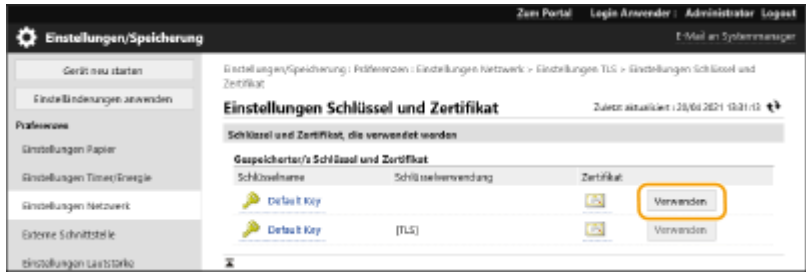 Zum Portal Login Anwender : Administrator Logout
Einstellungen/Speicherung
E-Mail an Systemmanager
Gerät neu starten
Einstelländerungen anwenden
Präferenzen
Einstellungen Papier
Einstellungen Timer/Energie
Einstellungen Netzwerk
Externe Schnittstelle
Einstellungen Lautstärke
Einstellungen/Speicherung : Präferenzen : Einstellungen Netzwerk > Einstellungen TLS > Einstellungen Schlüssel und
Zertifikat
Einstellungen Schlüssel und Zertifikat
Zuletzt aktualisiert : 28/04 2021 13:31:13
Schlüssel und Zertifikat, die verwendet werden
Gespeicherter/s Schlüssel und Zertifikat
Schlüsselname Schlüsselverwendung Zertifikat
Default Key Verwenden
Default Key [TLS] Verwenden